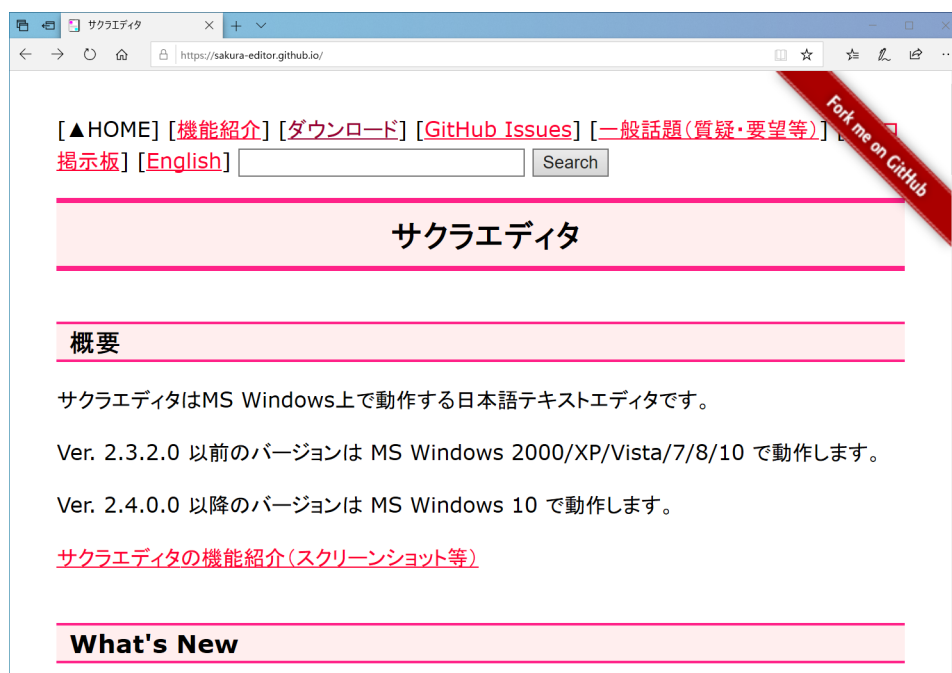 サクラエディタ
https://sakura-editor.github.io/
Fork me on GitHub
[▲HOME] [機能紹介] [ダウンロード] [GitHub Issues] [一般話題(質疑・要望等)] [
掲示板] [English] Search
サクラエディタ
概要
サクラエディタはMS Windows上で動作する日本語テキストエディタです。
Ver. 2.3.2.0 以前のバージョンは MS Windows 2000/XP/Vista/7/8/10 で動作します。
Ver. 2.4.0.0 以降のバージョンは MS Windows 10 で動作します。
サクラエディタの機能紹介(スクリーンショット等)
What's New